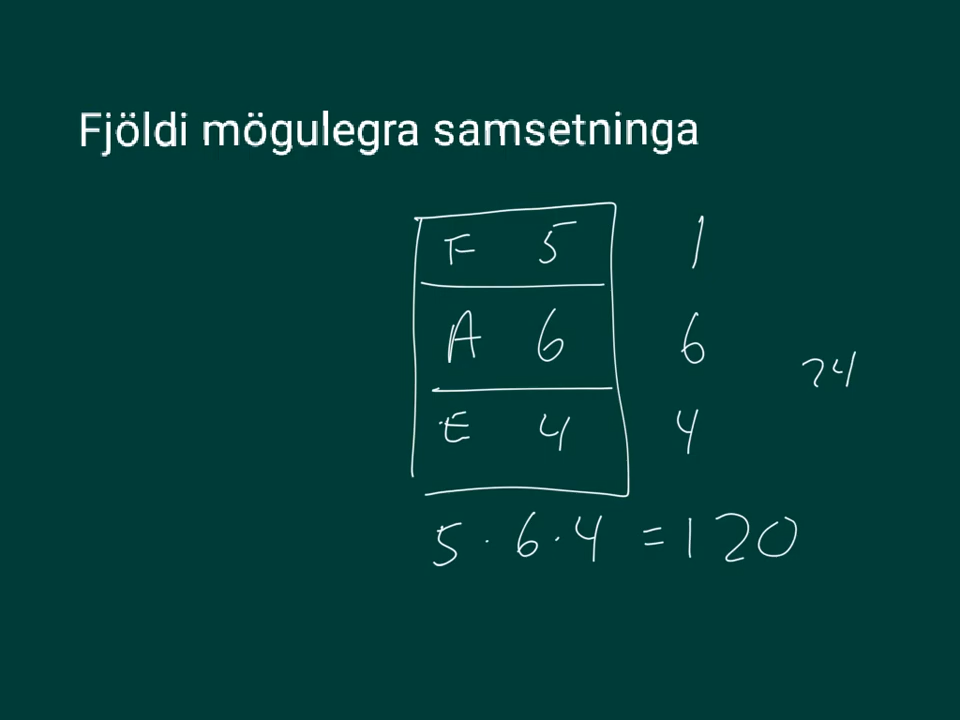 Fjöldi mögulegra samsetninga
F 5 1
A 6 6
24
E 4 4
5 · 6 · 4 = 120